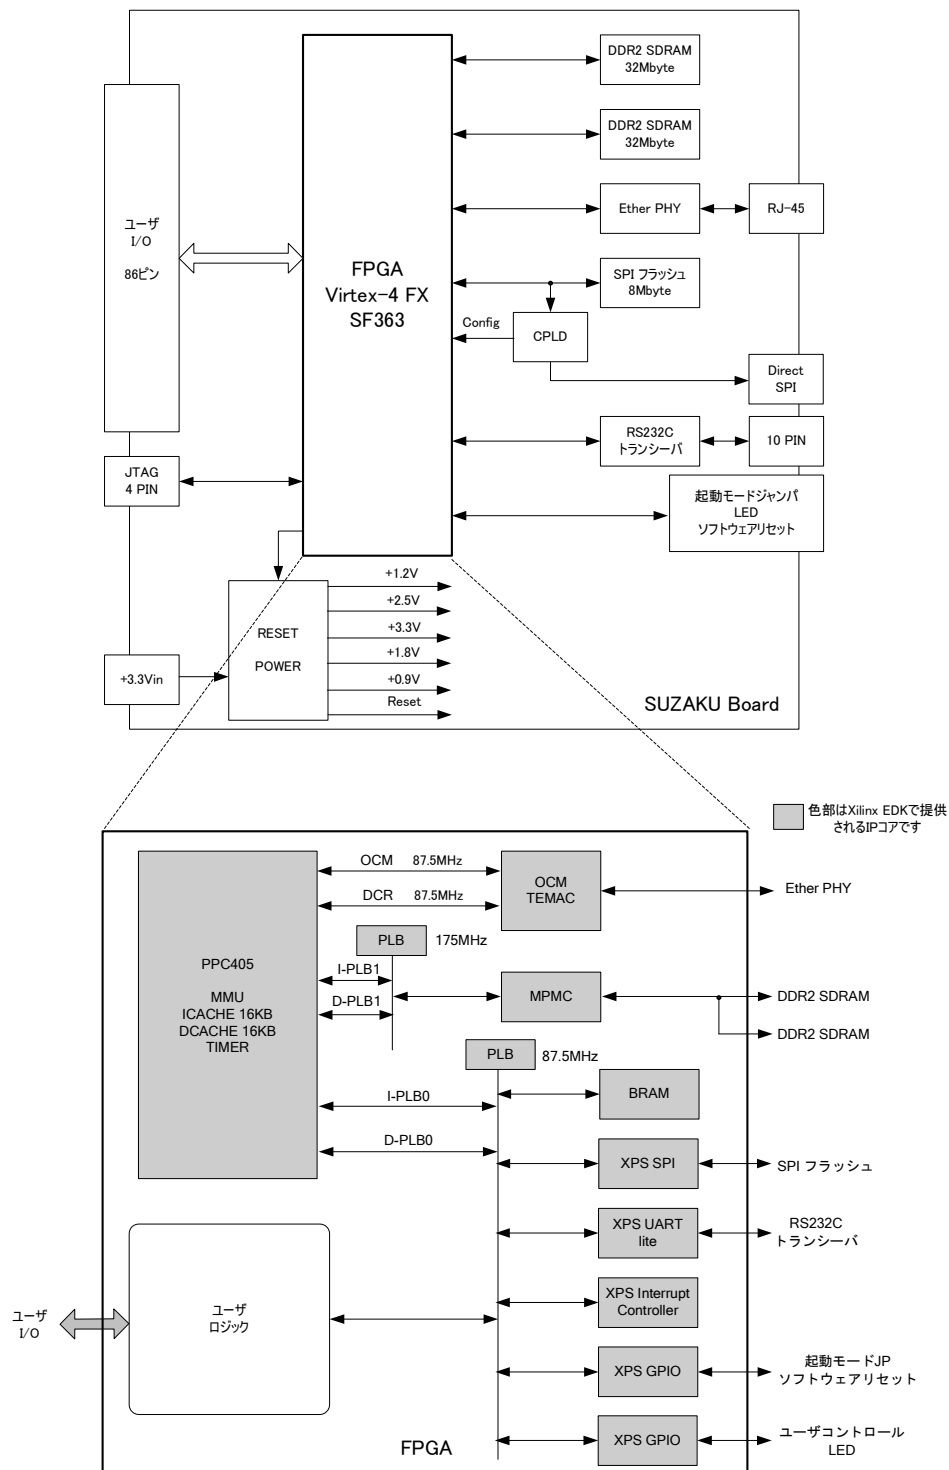 DDR2 SDRAM
32Mbyte
DDR2 SDRAM
32Mbyte
Ether PHY
RJ-45
ユーザ
I/O
86ピン
FPGA
Virtex-4 FX
SF363
SPI フラッシュ
8Mbyte
Config
CPLD
Direct
SPI
RS232C
トランシーバ
10 PIN
JTAG
4 PIN
起動モードジャンパ
LED
ソフトウェアリセット
+1.2V
+2.5V
+3.3V
+1.8V
+0.9V
Reset
RESET
POWER
+3.3Vin
SUZAKU Board
色部はXilinx EDKで提供
されるIPコアです
OCM 87.5MHz
DCR 87.5MHz
OCM
TEMAC
Ether PHY
PLB
175MHz
PPC405
MMU
ICACHE 16KB
DCACHE 16KB
TIMER
I-PLB1
D-PLB1
MPMC
DDR2 SDRAM
DDR2 SDRAM
PLB
87.5MHz
I-PLB0
BRAM
D-PLB0
XPS SPI
SPI フラッシュ
XPS UART
lite
RS232C
トランシーバ
ユーザ
I/O
ユーザ
ロジック
XPS Interrupt
Controller
XPS GPIO
起動モードJP
ソフトウェアリセット
XPS GPIO
ユーザコントロール
LED
FPGA